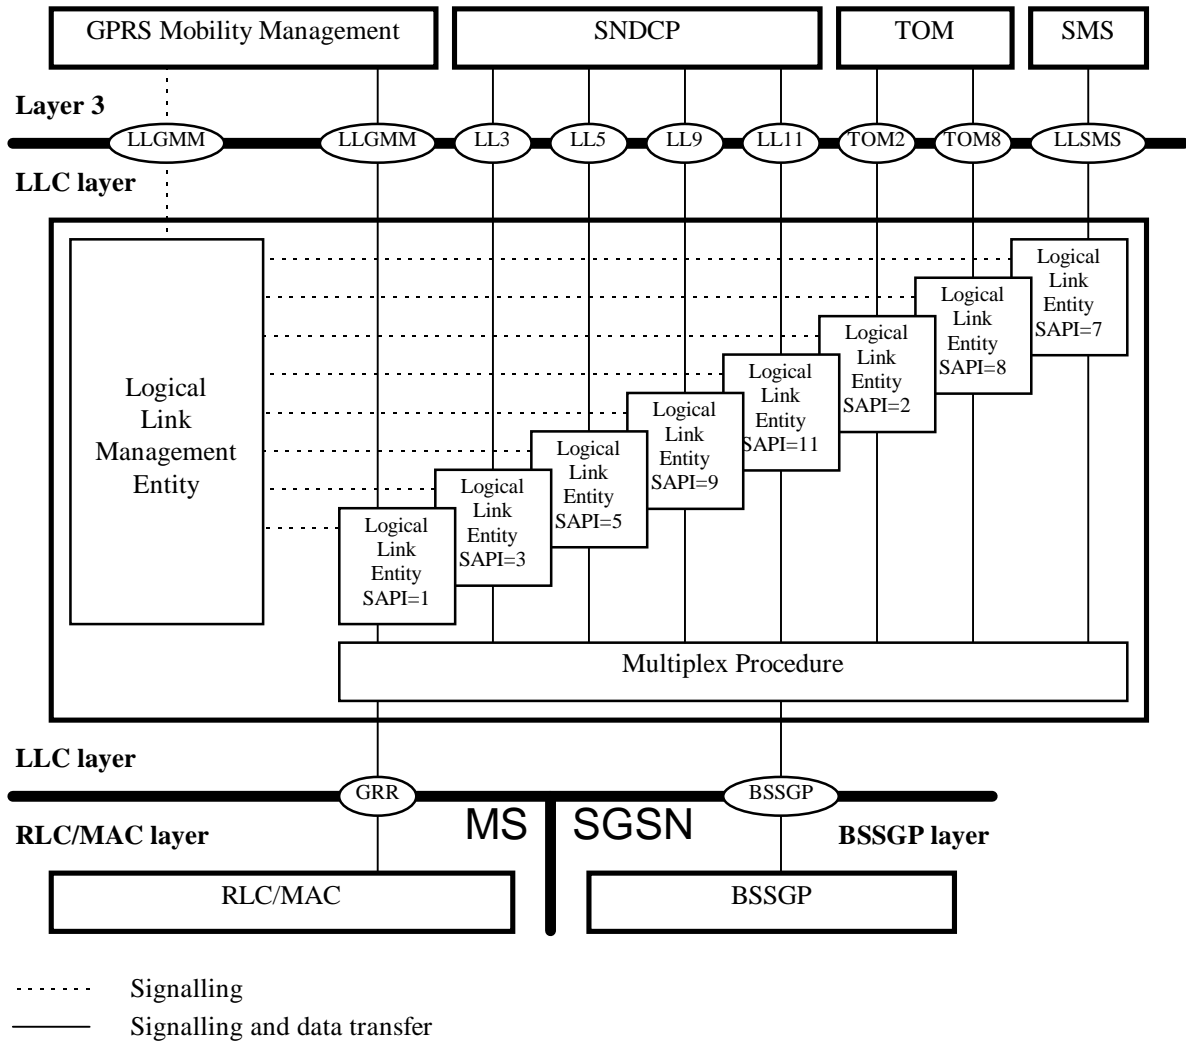 GPRS Mobility Management
SNDCP
TOM
SMS
Layer 3
LLGMM
LLGMM
LL3
LL5
LL9
LL11
TOM2
TOM8
LLSMS
LLC layer
Logical
Link
Management
Entity
Logical
Link
Entity
SAPI=1
Logical
Link
Entity
SAPI=3
Logical
Link
Entity
SAPI=5
Logical
Link
Entity
SAPI=9
Logical
Link
Entity
SAPI=11
Logical
Link
Entity
SAPI=2
Logical
Link
Entity
SAPI=8
Logical
Link
Entity
SAPI=7
Multiplex Procedure
LLC layer
GRR
BSSGP
RLC/MAC layer
MS
SGSN
BSSGP layer
RLC/MAC
BSSGP
Signalling
Signalling and data transfer